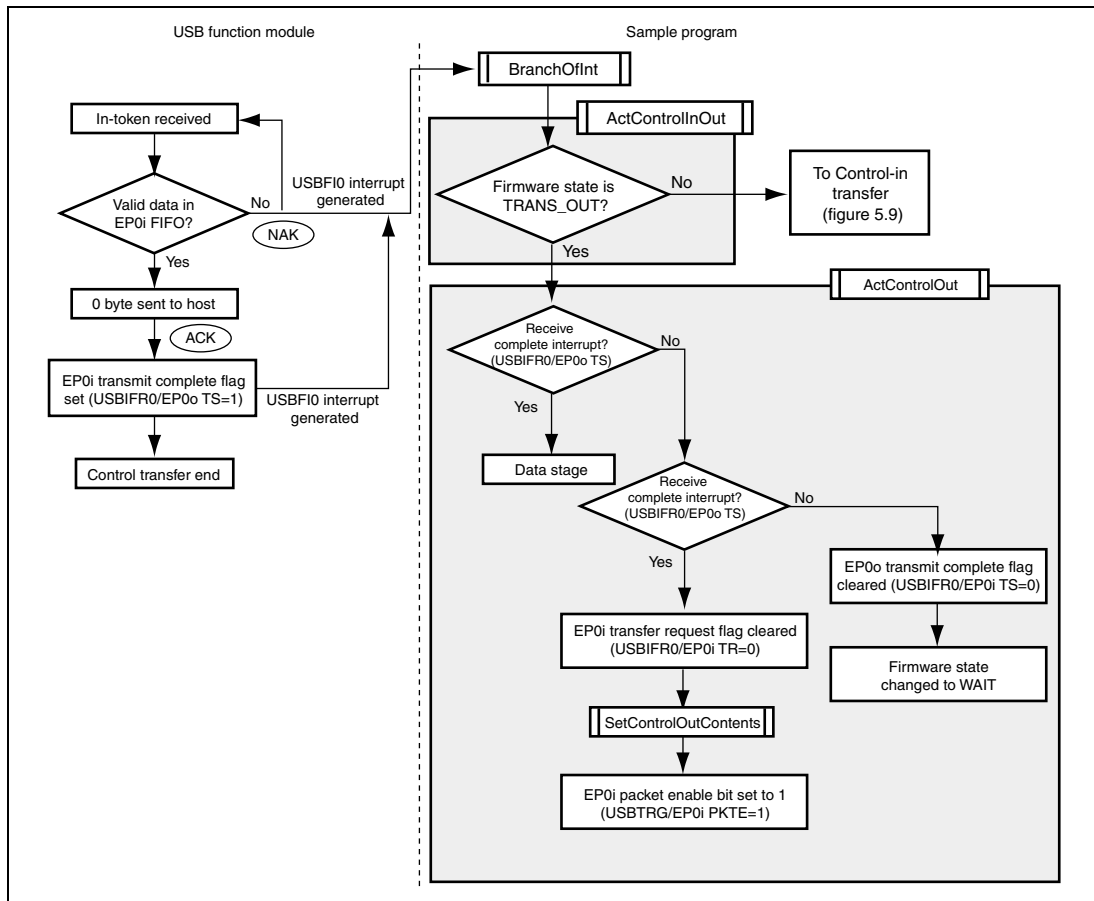 USB function module
Sample program
BranchOfInt
In-token received
ActControlInOut
USBFI0 interrupt
generated
Valid data in
EP0i FIFO?
No
NAK
Yes
Firmware state is
TRANS_OUT?
No
Yes
To Control-in
transfer
(figure 5.9)
0 byte sent to host
ACK
EP0i transmit complete flag
set (USBIFR0/EP0o TS=1)
USBFI0 interrupt
generated
Control transfer end
ActControlOut
Receive
complete interrupt?
(USBIFR0/EP0o TS)
No
Yes
Data stage
Receive
complete interrupt?
(USBIFR0/EP0o TS)
No
Yes
EP0o transmit complete flag
cleared (USBIFR0/EP0i TS=0)
EP0i transfer request flag cleared
(USBIFR0/EP0i TR=0)
Firmware state
changed to WAIT
SetControlOutContents
EP0i packet enable bit set to 1
(USBTRG/EP0i PKTE=1)